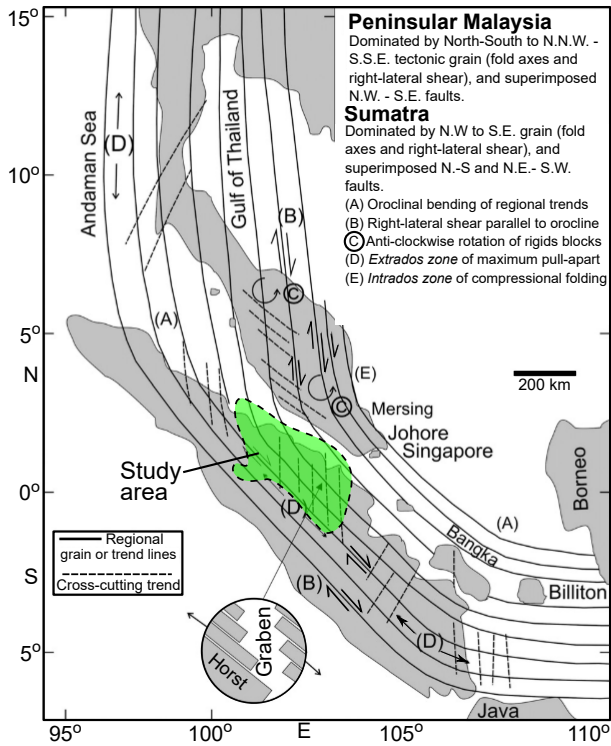 15°
Peninsular Malaysia
Dominated by North-South to N.N.W. -
S.S.E. tectonic grain (fold axes and
right-lateral shear), and superimposed
N.W. - S.E. faults.
Sumatra
Dominated by N.W to S.E. grain (fold
axes and right-lateral shear), and
superimposed N.-S and N.E.- S.W.
faults.
(A) Oroclinal bending of regional trends
(B) Right-lateral shear parallel to orocline
C Anti-clockwise rotation of rigids blocks
(D) Extrados zone of maximum pull-apart
(E) Intrados zone of compressional folding
Andaman Sea
(D)
Gulf of Thailand
10°
(B)
C
(A)
5°
N
(E)
200 km
C
Mersing
Johore
Singapore
Study
area
Borneo
0°
(D)
(A)
Bangka
Regional
grain or trend lines
Cross-cutting trend
S
(B)
Billiton
Graben
Horst
(D)
5°
Java
95°
100°
E
105°
110°